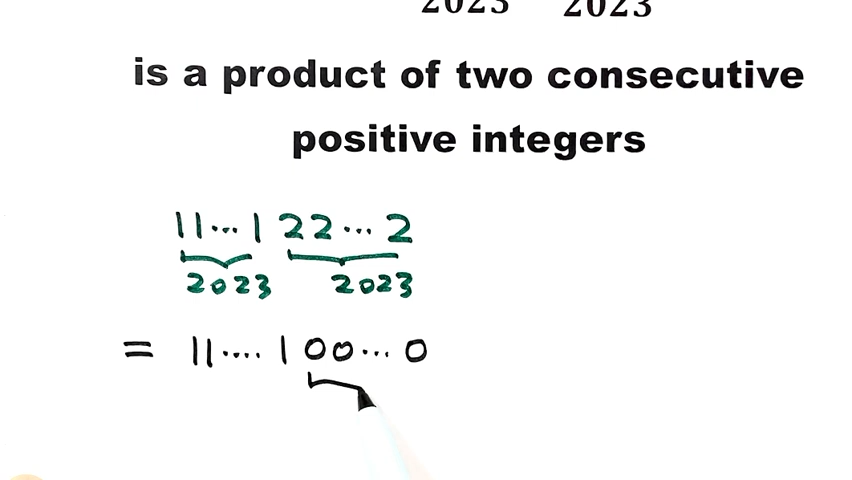 2023 2023
is a product of two consecutive
positive integers
11...1 22...2
2023 2023
= 11....1 00...0